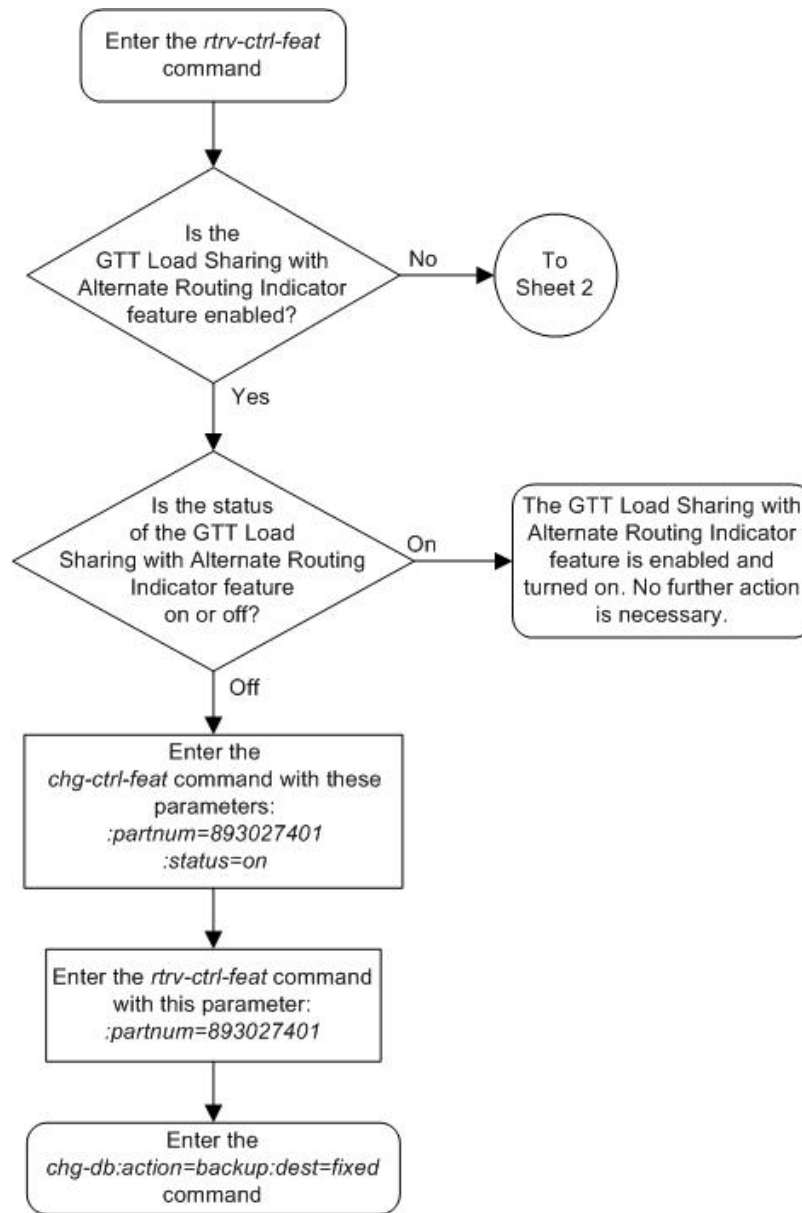 Enter the rtrv-ctrl-feat
command
Is the
GTT Load Sharing with
Alternate Routing Indicator
feature enabled?
No
To
Sheet 2
Yes
Is the status
of the GTT Load
Sharing with Alternate Routing
Indicator feature
on or off?
On
The GTT Load Sharing with
Alternate Routing Indicator
feature is enabled and
turned on. No further action
is necessary.
Off
Enter the
chg-ctrl-feat command with these
parameters:
:partnum=893027401
:status=on
Enter the rtrv-ctrl-feat command
with this parameter:
:partnum=893027401
Enter the
chg-db:action=backup:dest=fixed
command